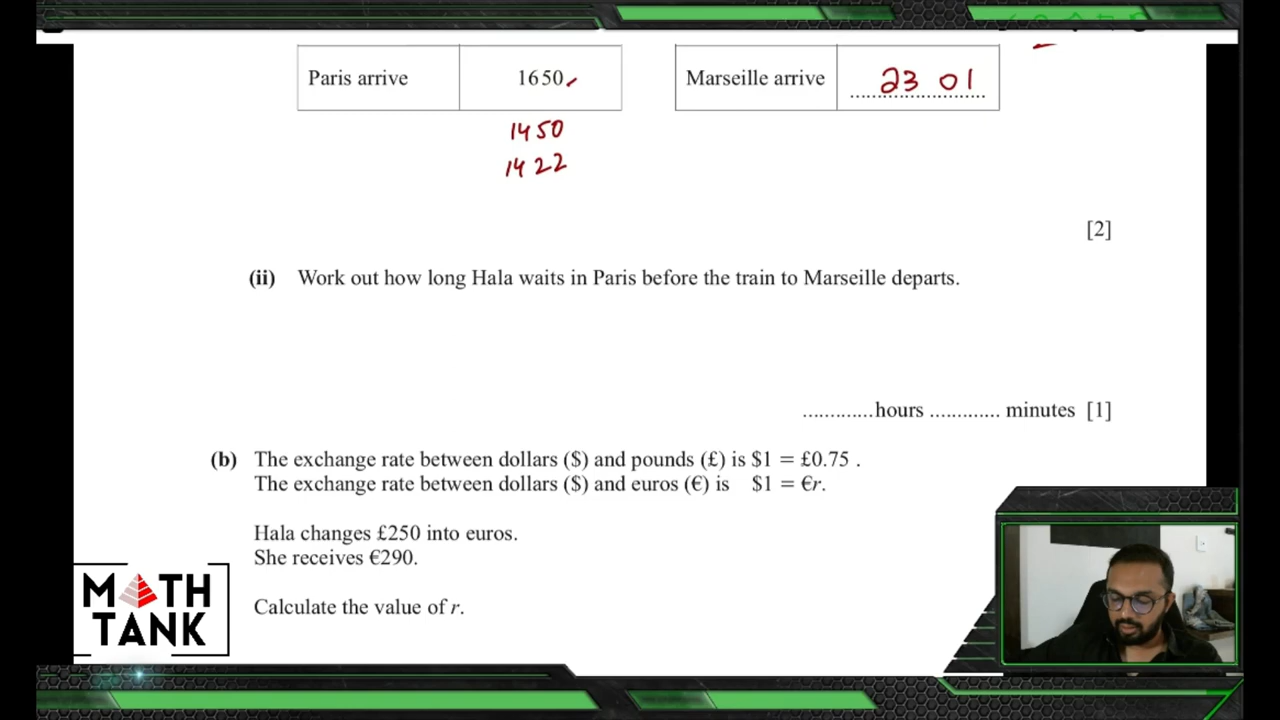 Paris arrive 1650 Marseille arrive 23 01
1450
1422
[2]
(ii) Work out how long Hala waits in Paris before the train to Marseille departs.
.............hours ............. minutes [1]
(b) The exchange rate between dollars ($) and pounds (£) is $1 = £0.75 .
The exchange rate between dollars ($) and euros (€) is $1 = €r.
Hala changes £250 into euros.
She receives €290.
Calculate the value of r.
MATH
TANK